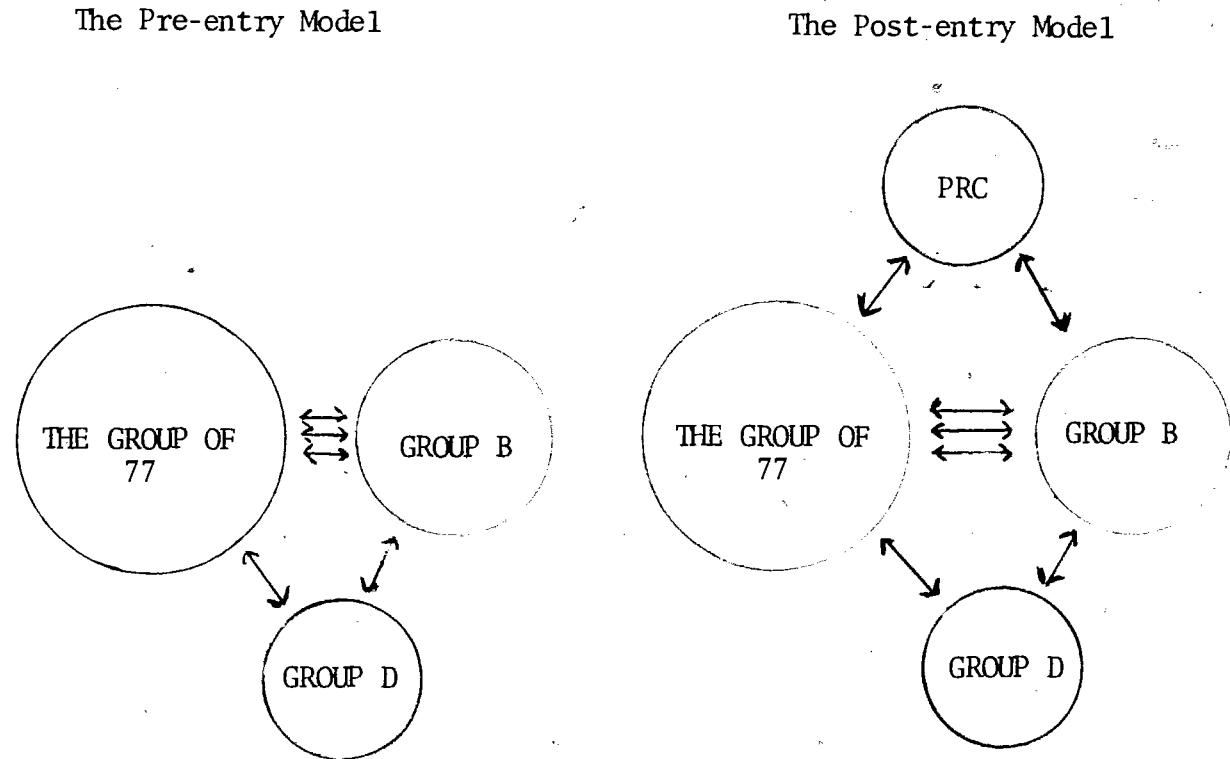 The Pre-entry Model
The Post-entry Model
THE GROUP OF
77
GROUP B
GROUP D
PRC
THE GROUP OF
77
GROUP B
GROUP D